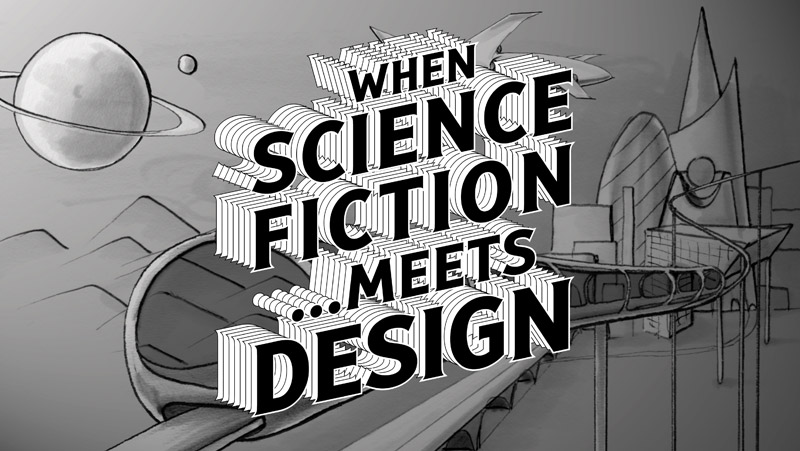 WHEN
SCIENCE
FICTION
...MEETS
DESIGN